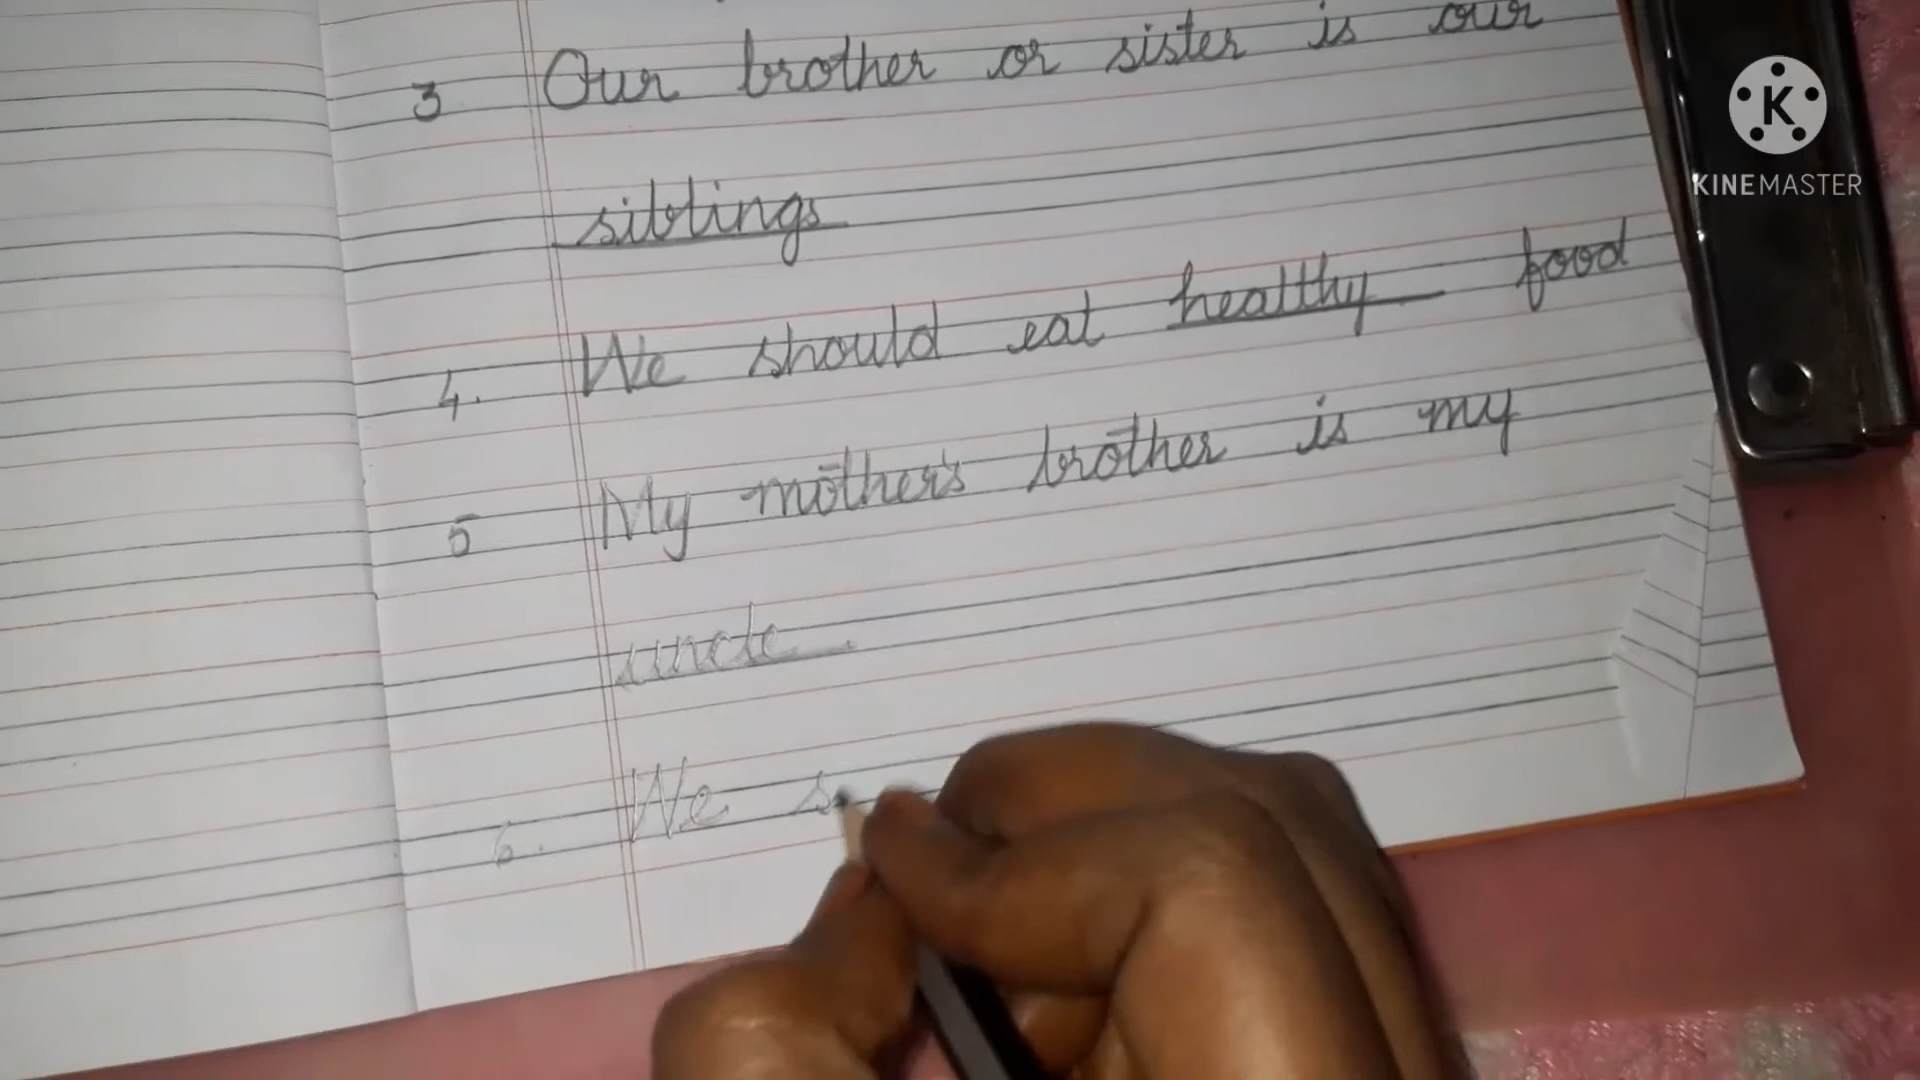 3 Our brother or sister is our
siblings
4. We should eat healthy food
5 My mother's brother is my
uncle.
6. We s
K
KINEMASTER